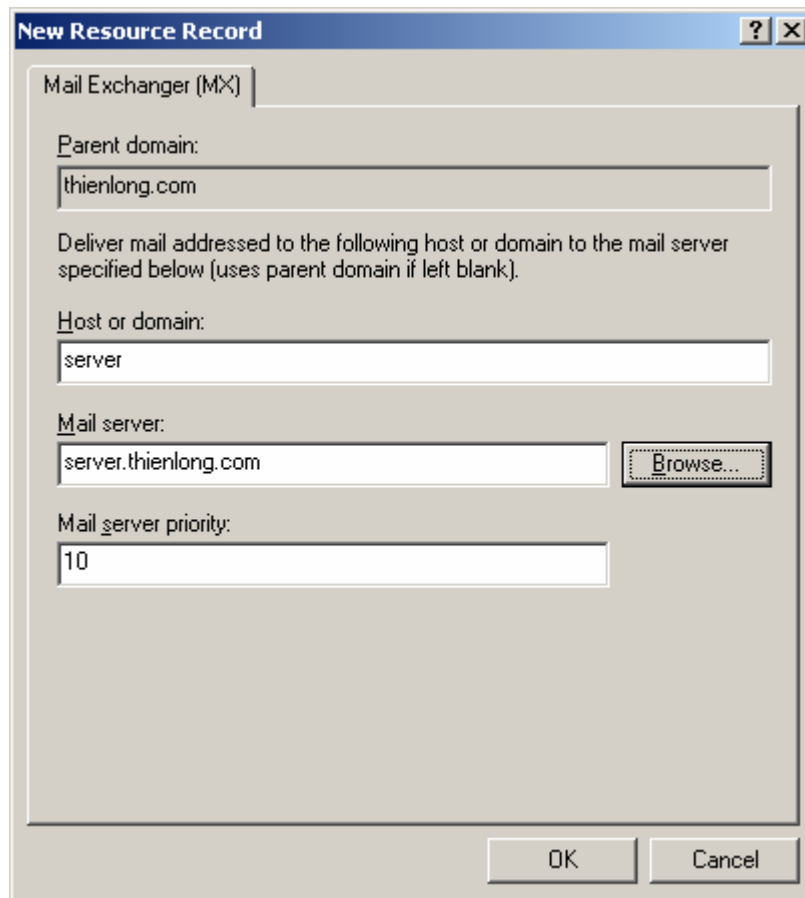 New Resource Record
Mail Exchanger (MX)
Parent domain:
thienlong.com
Deliver mail addressed to the following host or domain to the mail server
specified below (uses parent domain if left blank).
Host or domain:
server
Mail server:
server.thienlong.com
Browse...
Mail server priority:
10
OK
Cancel